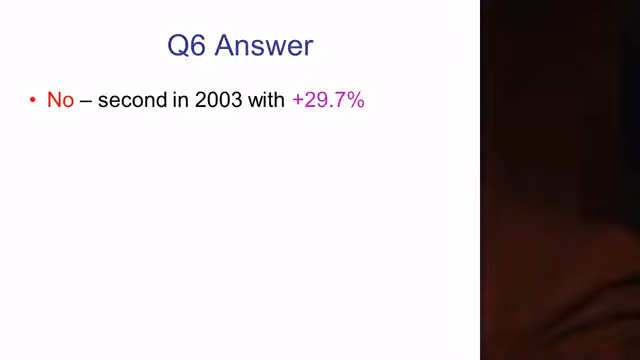 Q6 Answer
• No – second in 2003 with +29.7%